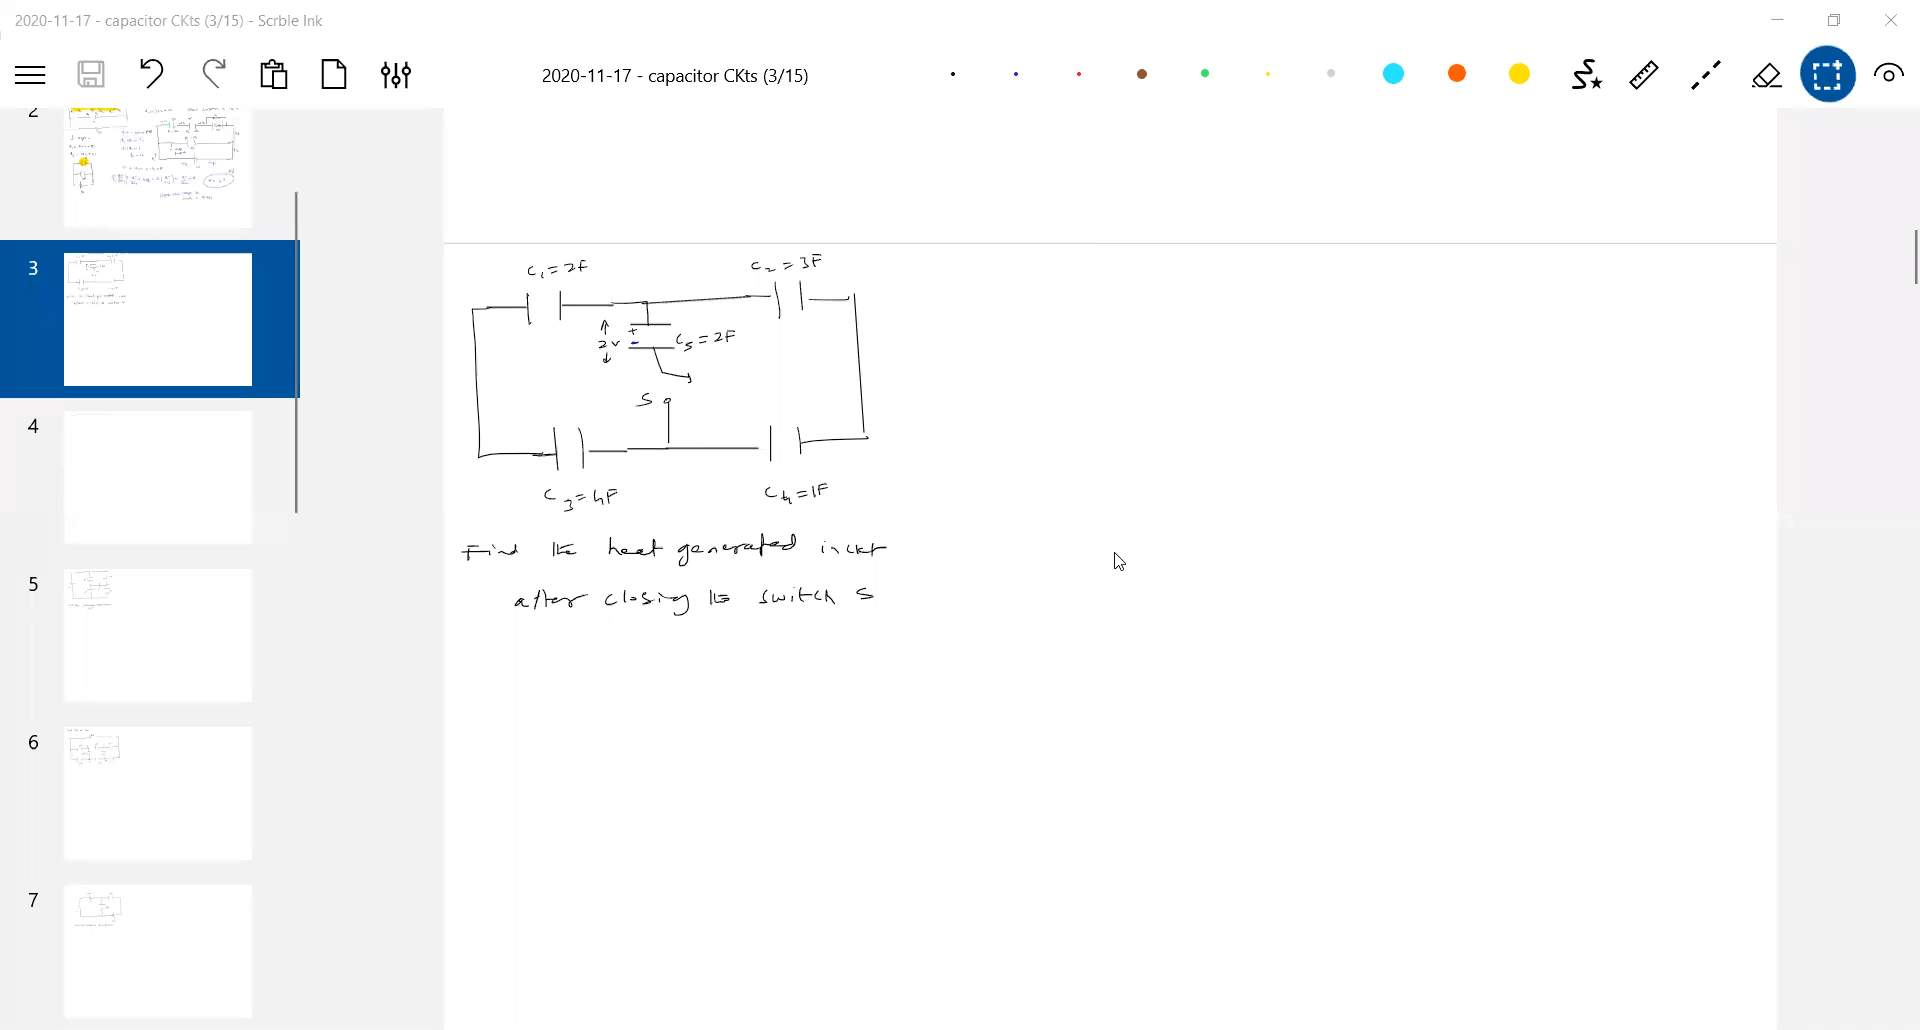 2020-11-17 - capacitor CKts (3/15) - Scrble Ink
2020-11-17 - capacitor CKts (3/15)
2
3
4
5
6
7
C₁ = 2F
C₂ = 3F
+
2v
-
C₅ = 2F
S
C₃ = 4F
C₄ = 1F
Find the heat generated in ckt
after closing the switch S